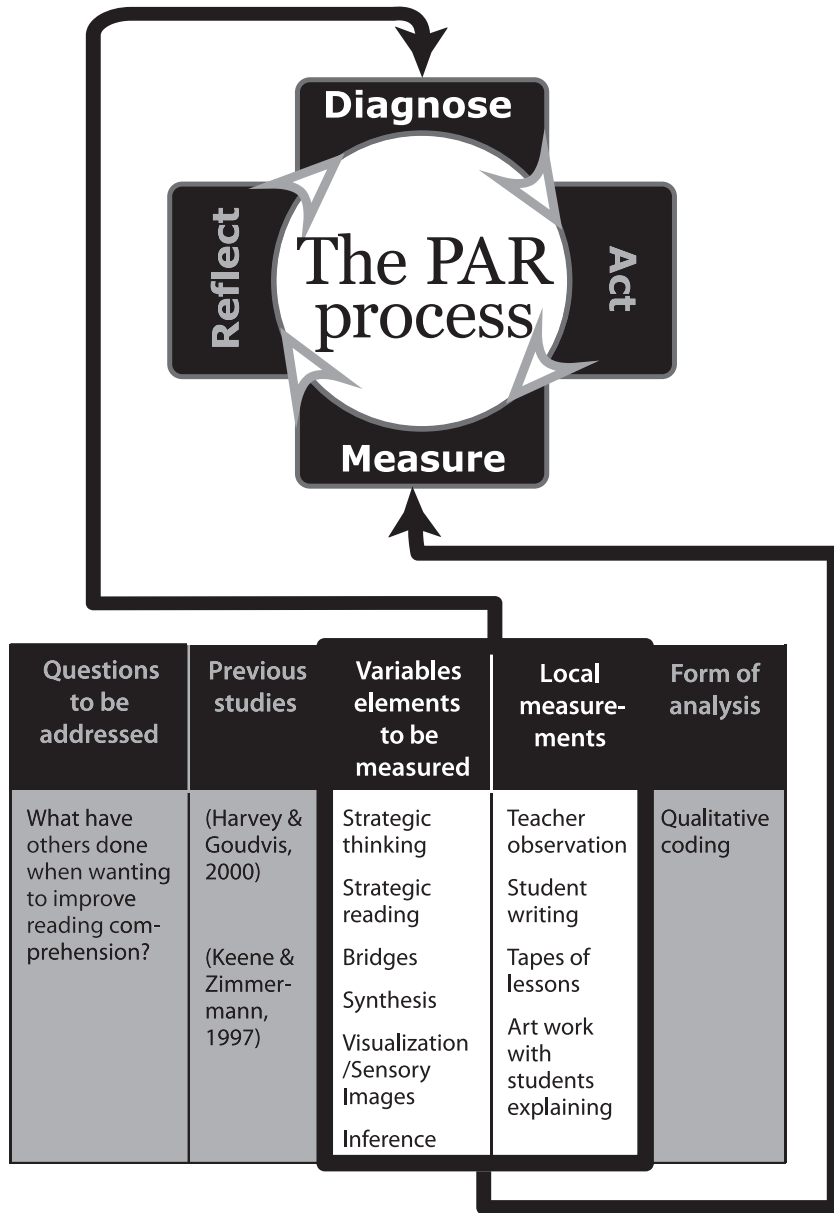 Diagnose
Act
Measure
Reflect
The PAR
process
Questions
to be
addressed
Previous
studies
Variables
elements
to be
measured
Local
measure-
ments
Form of
analysis
What have
others done
when wanting
to improve
reading com-
prehension?
(Harvey &
Goudvis,
2000)
(Keene &
Zimmer-
mann,
1997)
Strategic
thinking
Strategic
reading
Bridges
Synthesis
Visualization
/Sensory
Images
Inference
Teacher
observation
Student
writing
Tapes of
lessons
Art work
with
students
explaining
Qualitative
coding